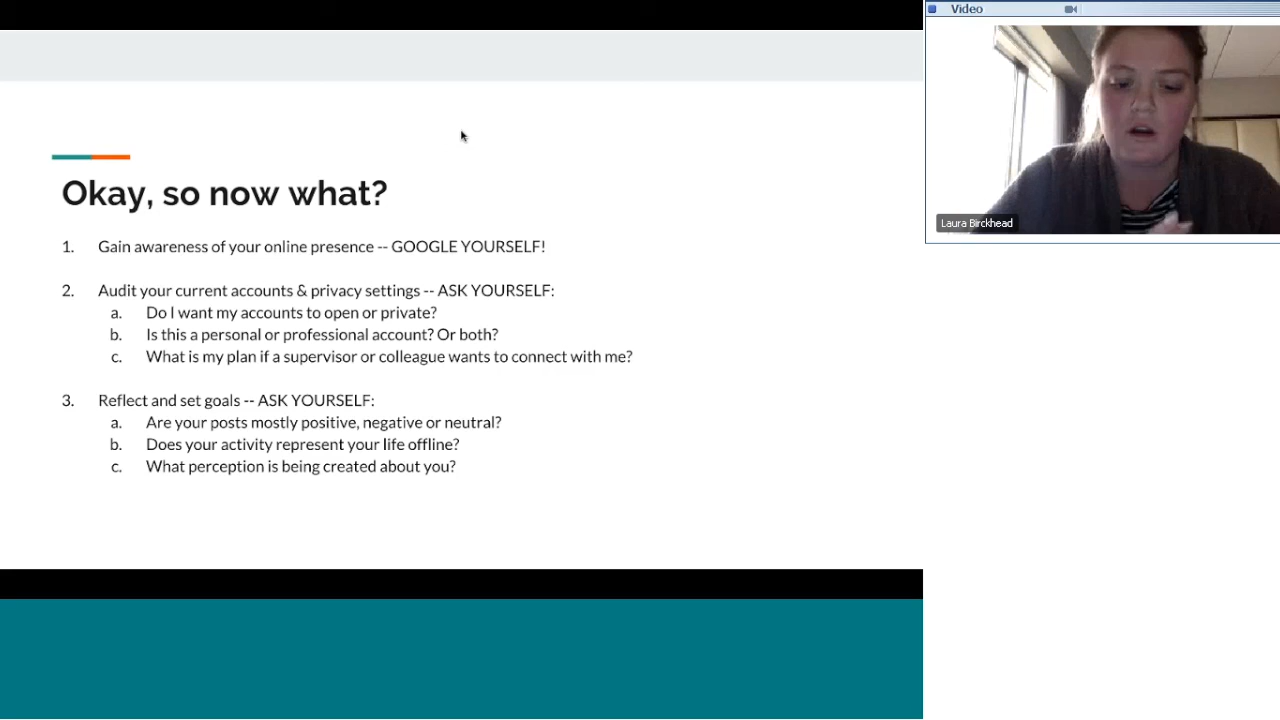 Video
Laura Birckhead
Okay, so now what?
1. Gain awareness of your online presence -- GOOGLE YOURSELF!
2. Audit your current accounts & privacy settings -- ASK YOURSELF:
a. Do I want my accounts to open or private?
b. Is this a personal or professional account? Or both?
c. What is my plan if a supervisor or colleague wants to connect with me?
3. Reflect and set goals -- ASK YOURSELF:
a. Are your posts mostly positive, negative or neutral?
b. Does your activity represent your life offline?
c. What perception is being created about you?